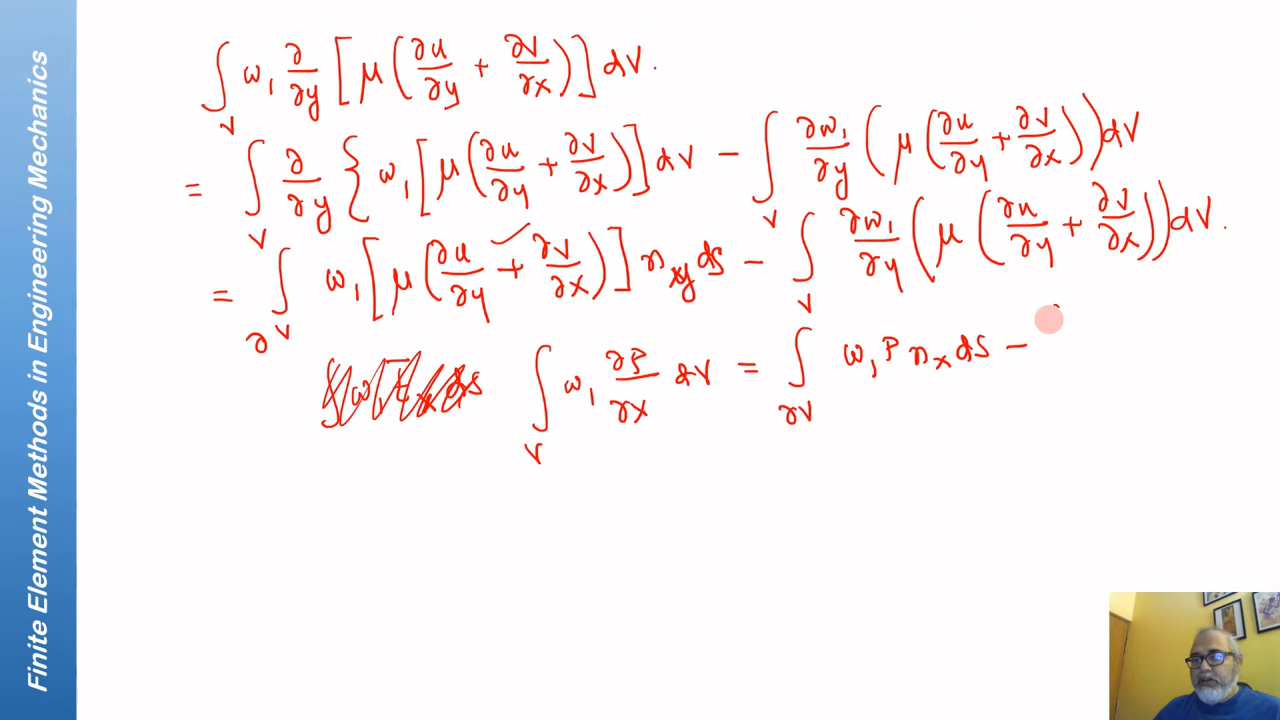 Finite Element Methods in Engineering Mechanics
∫_V ω₁ ∂/∂y [μ(∂u/∂y + ∂v/∂x)] dV.
= ∫_V ∂/∂y {ω₁[μ(∂u/∂y + ∂v/∂x)] dV − ∫_V ∂ω₁/∂y (μ(∂u/∂y + ∂v/∂x)) dV
= ∫_∂V ω₁[μ(∂u/∂y + ∂v/∂x)] n_y ds − ∫_V ∂ω₁/∂y (μ(∂u/∂y + ∂v/∂x)) dV.
∫_V ω₁ ∂P/∂x dV = ∫_∂V ω₁ P n_x ds −